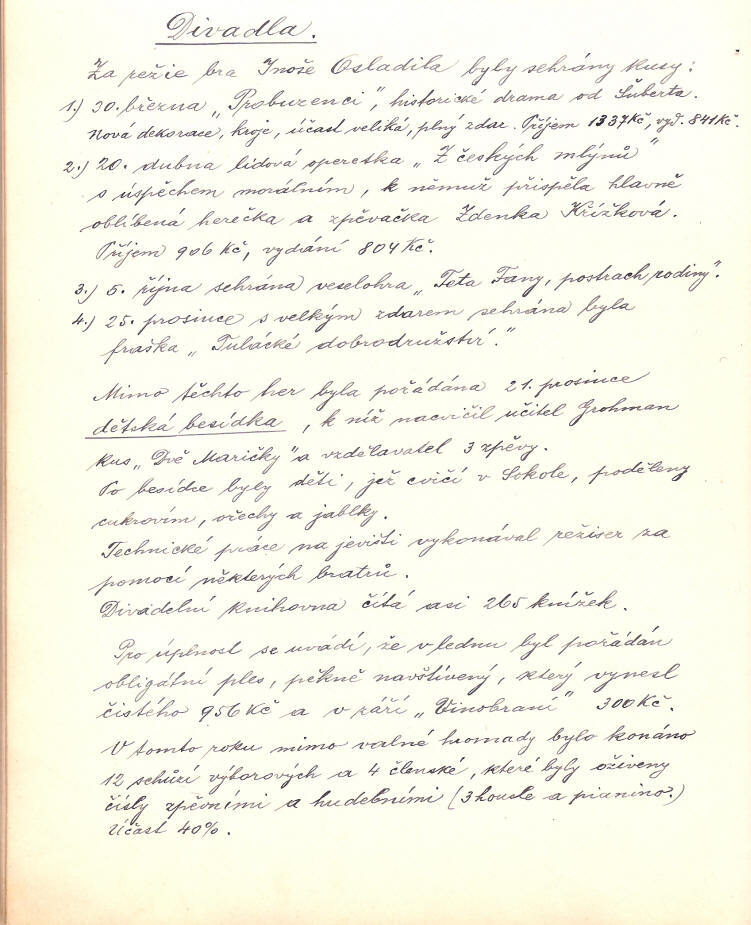 Divadla.
Za režie bra Inoše Osladila byly sehrány kusy:
1.) 30. března „Probuzenci", historické drama od Šuberta.
Nová dekorace, kroje, účast veliká, plný zdar. Příjem 1337 Kč, vyd. 841 Kč.
2.) 20. dubna lidová operetka „Z českých mlýnů"
s úspěchem morálním, k němuž přispěla hlavně
oblíbená herečka a zpěvačka Zdenka Křížková.
Příjem 906 Kč, vydání 804 Kč.
3.) 5. října sehrána veselohra „Teta Fany, postrach rodiny".
4.) 25. prosince s velkým zdarem sehrána byla
fraška „Tulácké dobrodružství."
Mimo těchto her byla pořádána 21. prosince
dětská besídka, k níž nacvičil učitel Grohman
kus „Dvě Maričky" a vzdělavatel 3 zpěvy.
Po besídce byly děti, jež cvičí v Sokole, poděleny
cukrovím, ořechy a jablky.
Technické práce na jevišti vykonával režiser za
pomocí některých bratrů.
Divadelní knihovna čítá asi 265 knížek.
Pro úplnost se uvádí, že v lednu byl pořádán
obligátní ples, pěkně navštívený, který vynesl
čistého 956 Kč a v září „Vinobraní" 300 Kč.
V tomto roku mimo valné hromady bylo konáno
12 schůzí výborových a 4 členské, které byly oživeny
čísly zpěvními a hudebními (3 housle a pianino.)
Účast 40%.